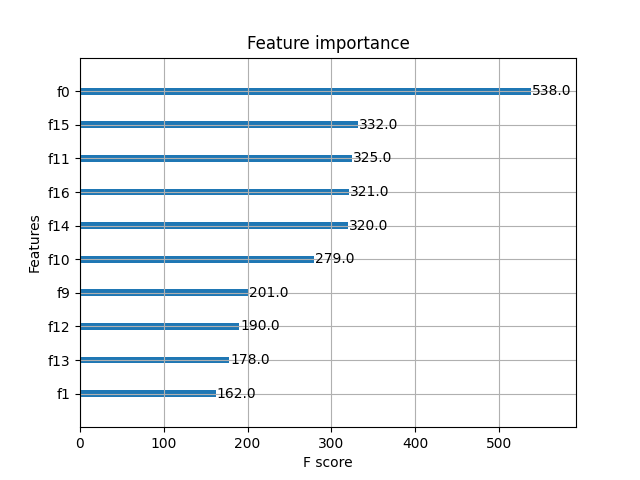 Feature importance
Features
f0 538.0
f15 332.0
f11 325.0
f16 321.0
f14 320.0
f10 279.0
f9 201.0
f12 190.0
f13 178.0
f1 162.0
0 100 200 300 400 500
F score